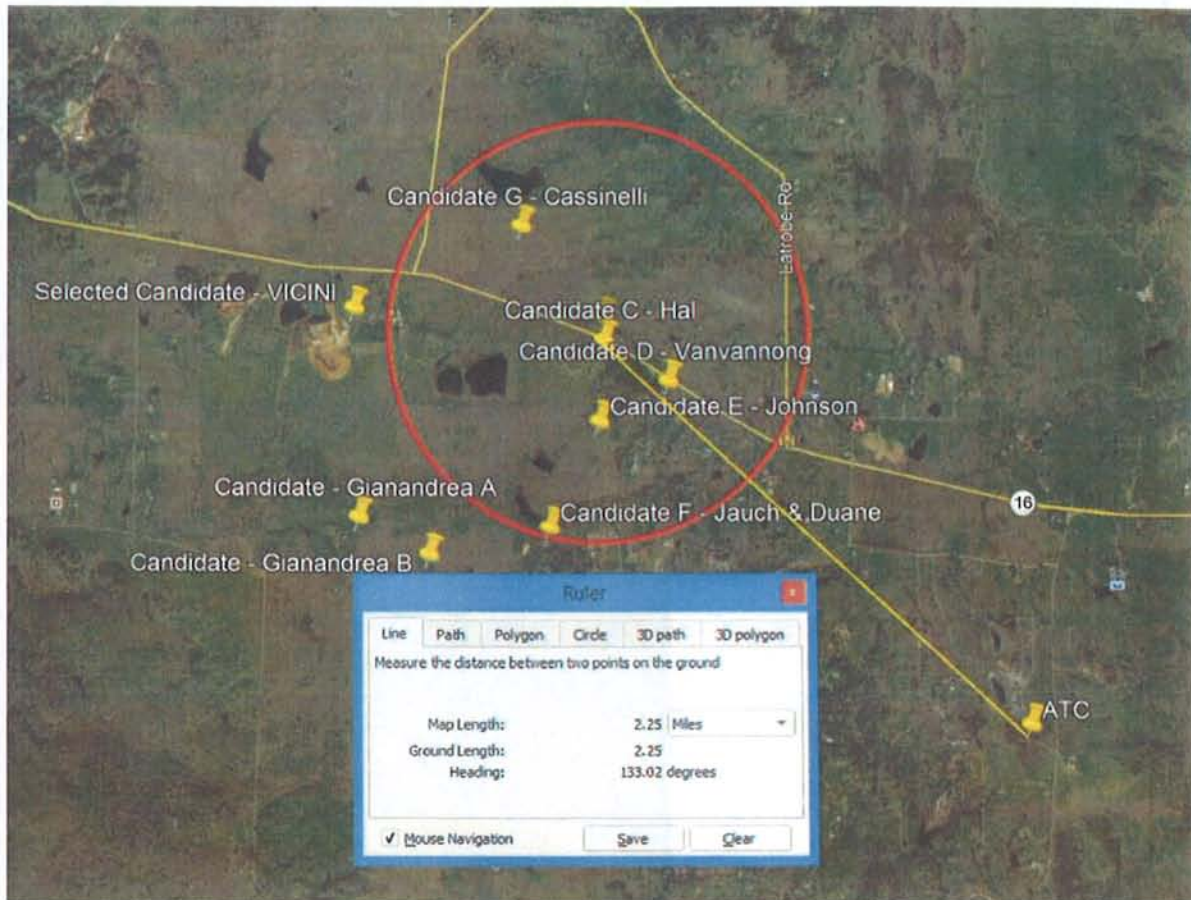 Candidate G - Cassinelli
Latrobe Rd
Selected Candidate - VICINI
Candidate C - Hal
Candidate D - Vanvannong
Candidate E - Johnson
Candidate - Gianandrea A
Candidate F - Jauch & Duane
16
Candidate - Gianandrea B
Ruler
x
Line Path Polygon Circle 3D path 3D polygon
Measure the distance between two points on the ground
Map Length: 2.25 Miles
Ground Length: 2.25
Heading: 133.02 degrees
Mouse Navigation Save Clear
ATC